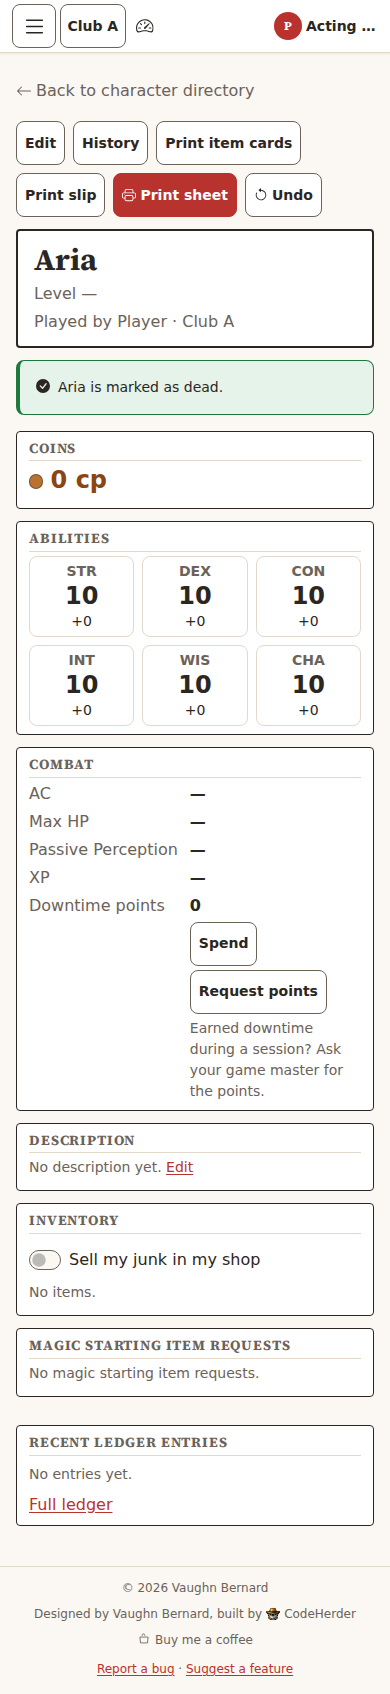 Club A
P Acting ...
← Back to character directory
Edit
History
Print item cards
Print slip
Print sheet
Undo
Aria
Level —
Played by Player · Club A
Aria is marked as dead.
COINS
0 cp
ABILITIES
STR DEX CON
10 10 10
+0 +0 +0
INT WIS CHA
10 10 10
+0 +0 +0
COMBAT
AC —
Max HP —
Passive Perception —
XP —
Downtime points 0
Spend
Request points
Earned downtime
during a session? Ask
your game master for
the points.
DESCRIPTION
No description yet. Edit
INVENTORY
Sell my junk in my shop
No items.
MAGIC STARTING ITEM REQUESTS
No magic starting item requests.
RECENT LEDGER ENTRIES
No entries yet.
Full ledger
© 2026 Vaughn Bernard
Designed by Vaughn Bernard, built by CodeHerder
Buy me a coffee
Report a bug · Suggest a feature